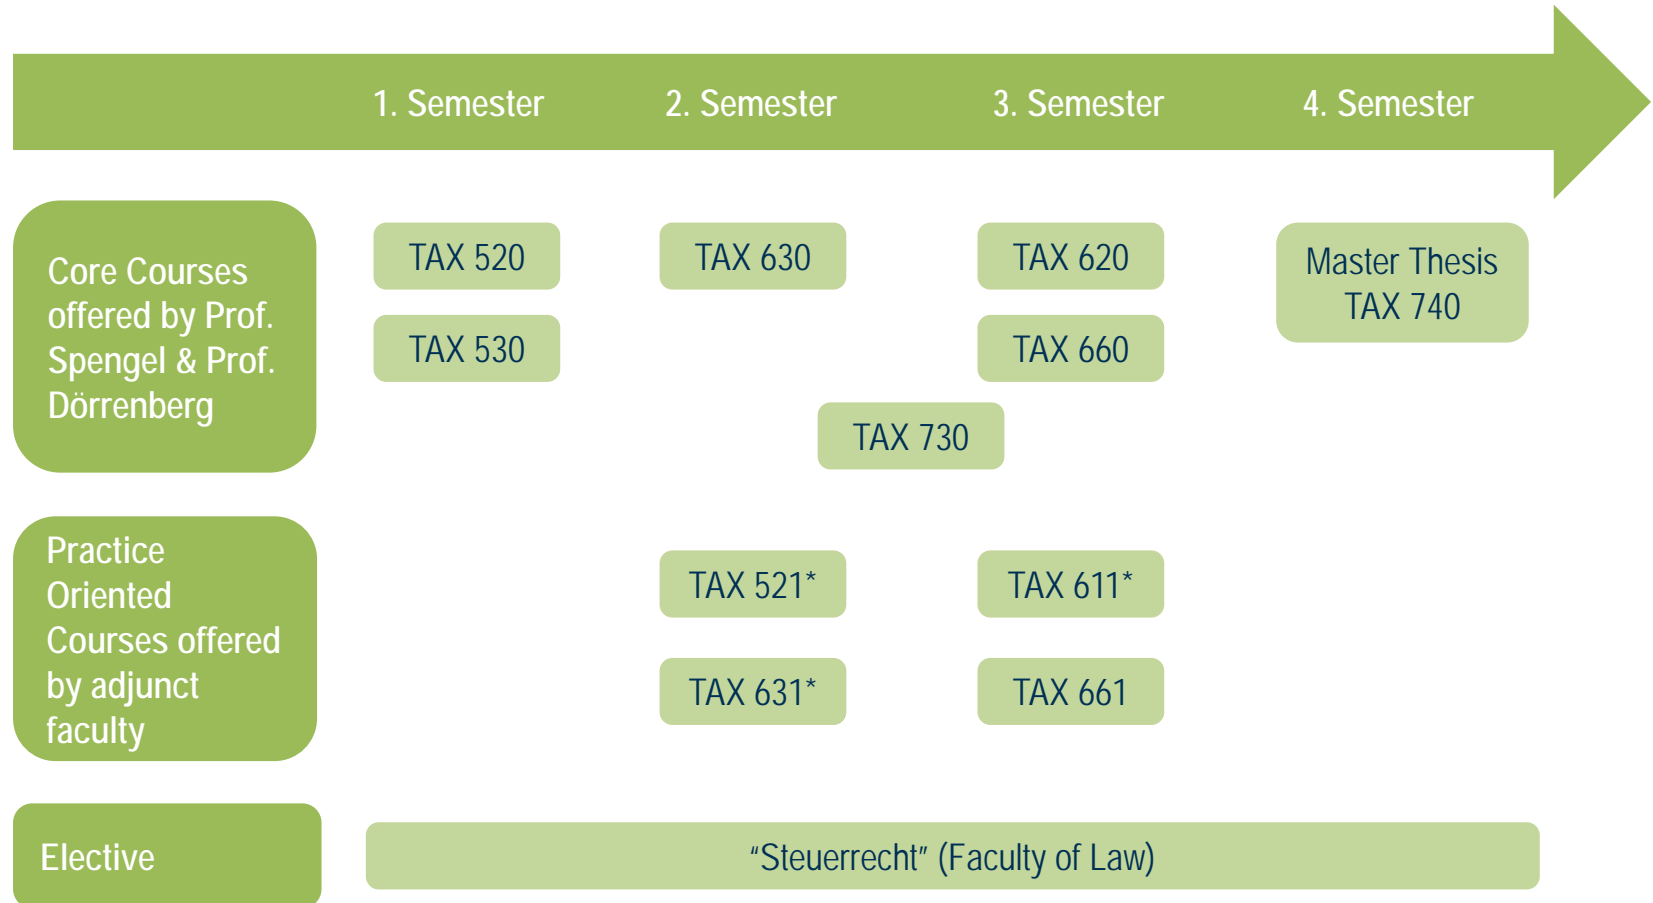 1. Semester
2. Semester
3. Semester
4. Semester
Core Courses
offered by Prof.
Spengel & Prof.
Dörrenberg
TAX 520
TAX 630
TAX 620
Master Thesis
TAX 740
TAX 530
TAX 660
TAX 730
Practice
Oriented
Courses offered
by adjunct
faculty
TAX 521*
TAX 611*
TAX 631*
TAX 661
Elective
“Steuerrecht” (Faculty of Law)